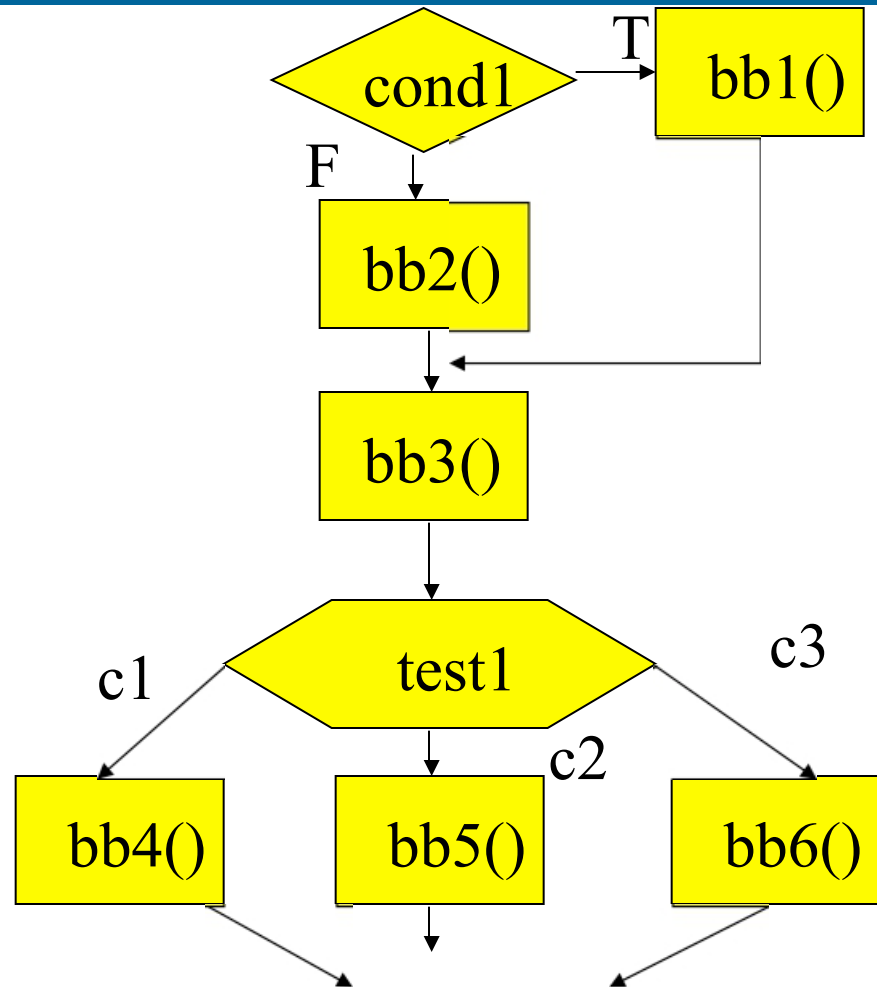 cond1
T
bb1()
F
bb2()
bb3()
test1
c1
c2
c3
bb4()
bb5()
bb6()